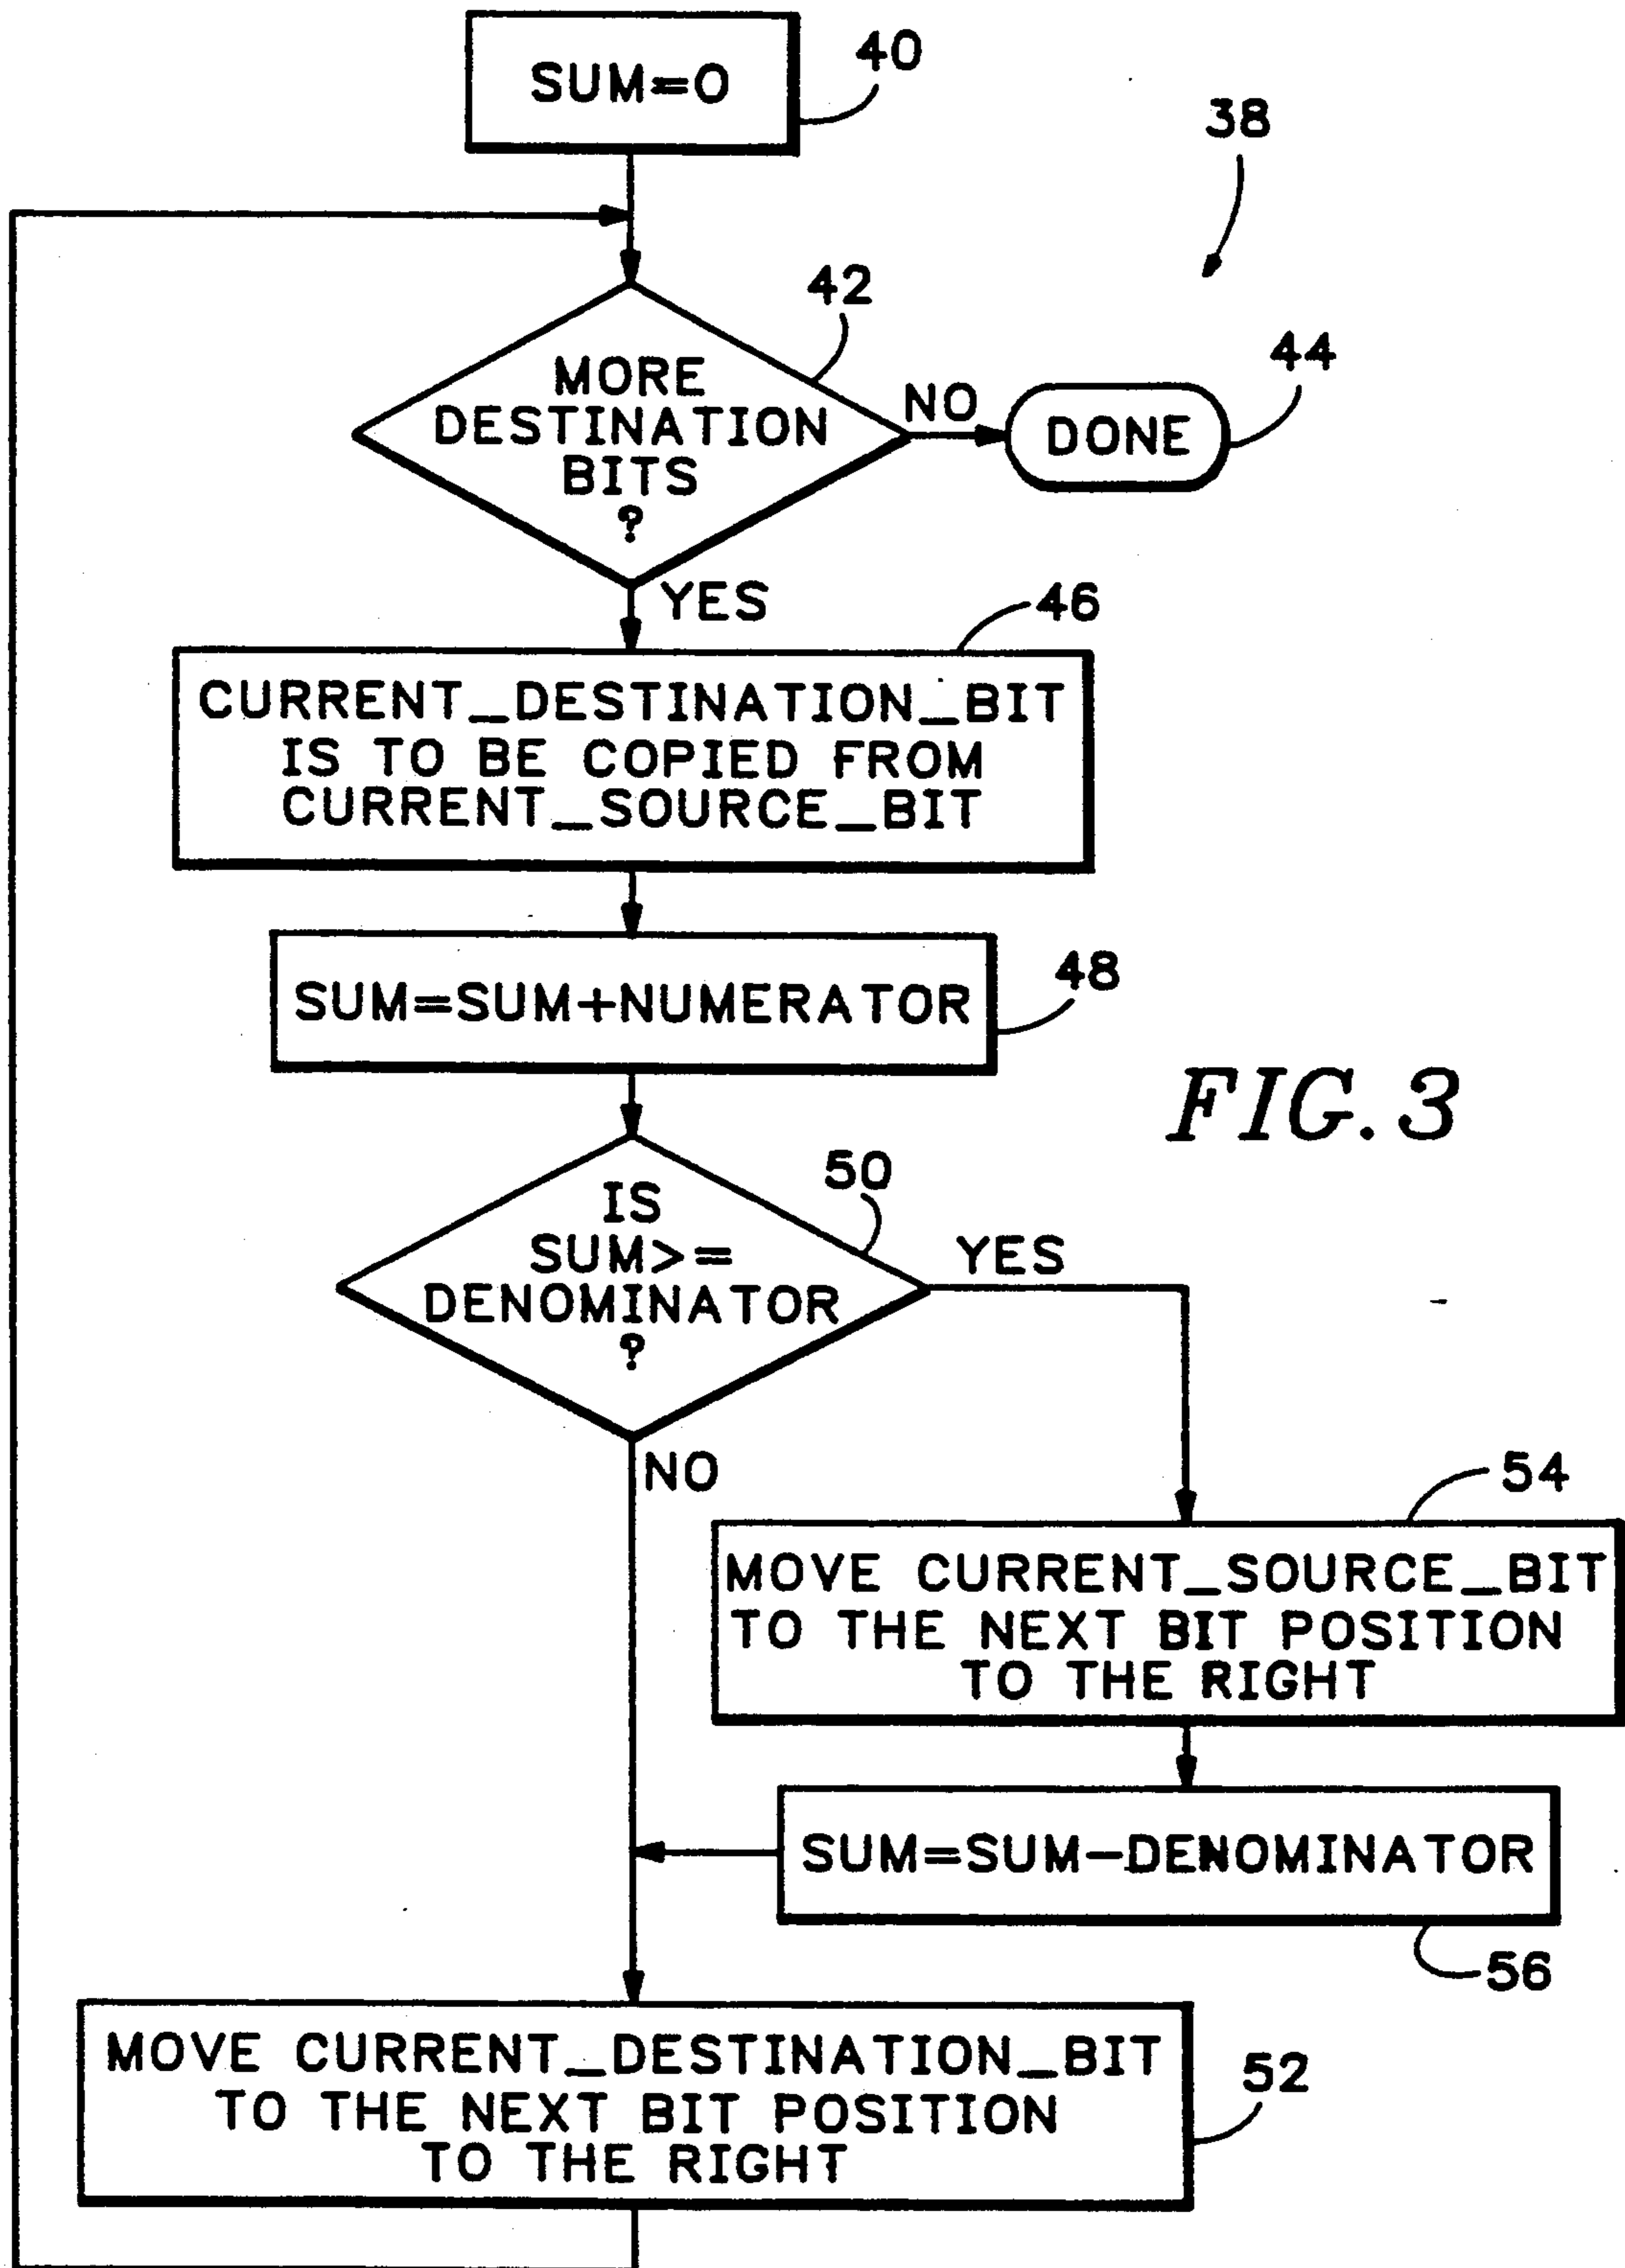 SUM=0
40
38
42
MORE
DESTINATION
BITS
?
NO
DONE
44
YES
46
CURRENT_DESTINATION_BIT
IS TO BE COPIED FROM
CURRENT_SOURCE_BIT
SUM=SUM+NUMERATOR
48
FIG. 3
50
IS
SUM>=
DENOMINATOR
?
YES
NO
54
MOVE CURRENT_SOURCE_BIT
TO THE NEXT BIT POSITION
TO THE RIGHT
SUM=SUM-DENOMINATOR
56
MOVE CURRENT_DESTINATION_BIT
TO THE NEXT BIT POSITION
TO THE RIGHT
52